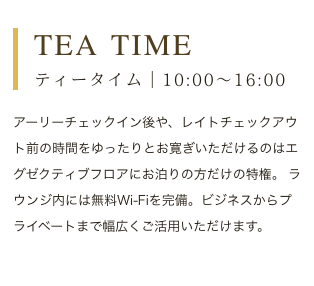 TEA TIME
ティータイム｜10:00～16:00
アーリーチェックイン後や、レイトチェックアウ
ト前の時間をゆったりとお寛ぎいただけるのはエ
グゼクティブフロアにお泊りの方だけの特権。 ラ
ウンジ内には無料Wi-Fiを完備。ビジネスからプ
ライベートまで幅広くご活用いただけます。